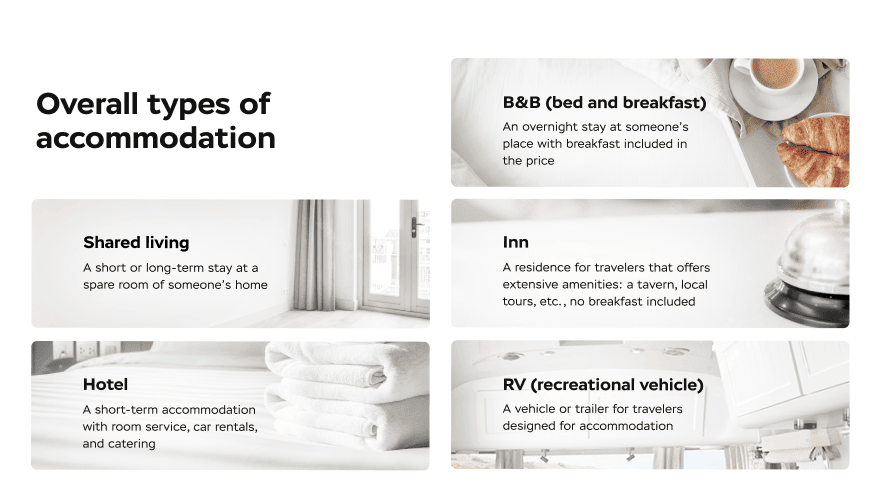 Overall types of
accommodation
Shared living
A short or long-term stay at a
spare room of someone's home
Hotel
A short-term accommodation
with room service, car rentals,
and catering
B&B (bed and breakfast)
An overnight stay at someone's
place with breakfast included in
the price
Inn
A residence for travelers that offers
extensive amenities: a tavern, local
tours, etc., no breakfast included
RV (recreational vehicle)
A vehicle or trailer for travelers
designed for accommodation